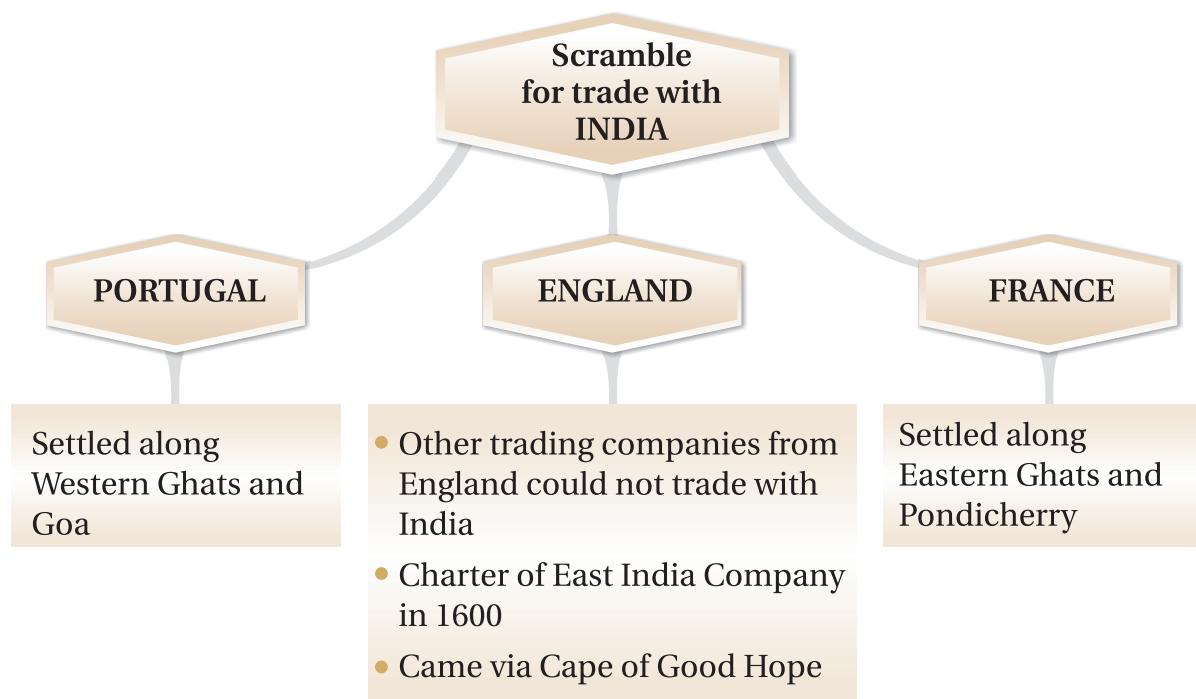 Scramble
for trade with
INDIA
PORTUGAL
ENGLAND
FRANCE
Settled along
Western Ghats and
Goa
• Other trading companies from
England could not trade with
India
• Charter of East India Company
in 1600
• Came via Cape of Good Hope
Settled along
Eastern Ghats and
Pondicherry